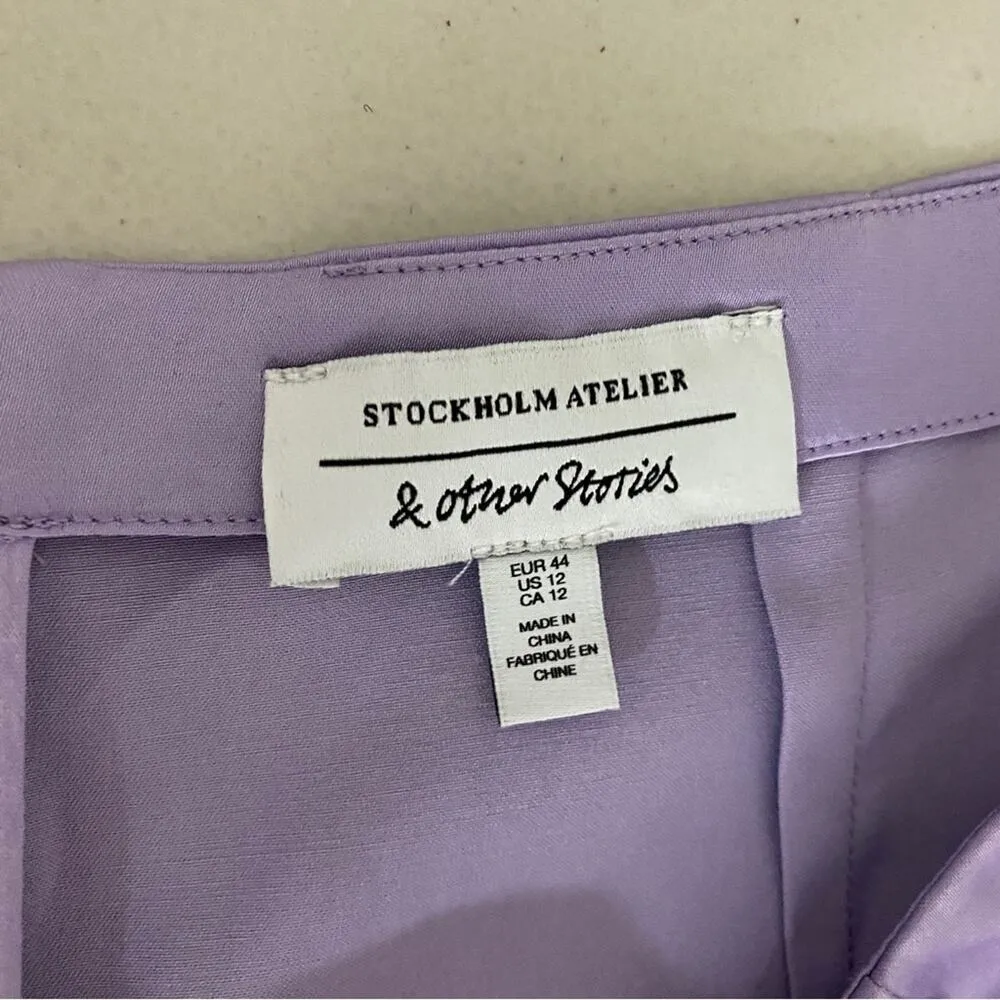 STOCKHOLM ATELIER
& other Stories
EUR 44
US 12
CA 12
MADE IN
CHINA
FABRIQUÉ EN
CHINE